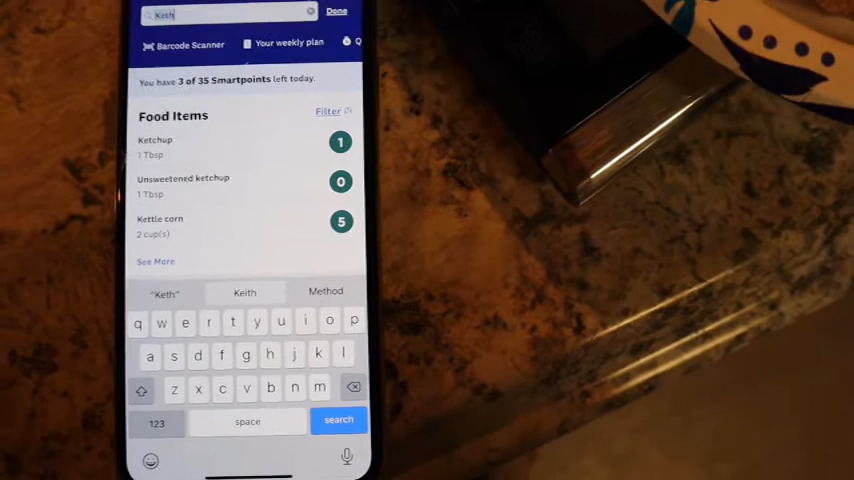 Keth
Done
Barcode Scanner
Your weekly plan
Q
You have 3 of 35 Smartpoints left today.
Food Items
Filter
Ketchup
1
1 Tbsp
Unsweetened ketchup
0
1 Tbsp
Kettle corn
5
2 cup(s)
See More
"Keth"
Keith
Method
q w e r t y u i o p
a s d f g h j k l
z x c v b n m
123
space
search